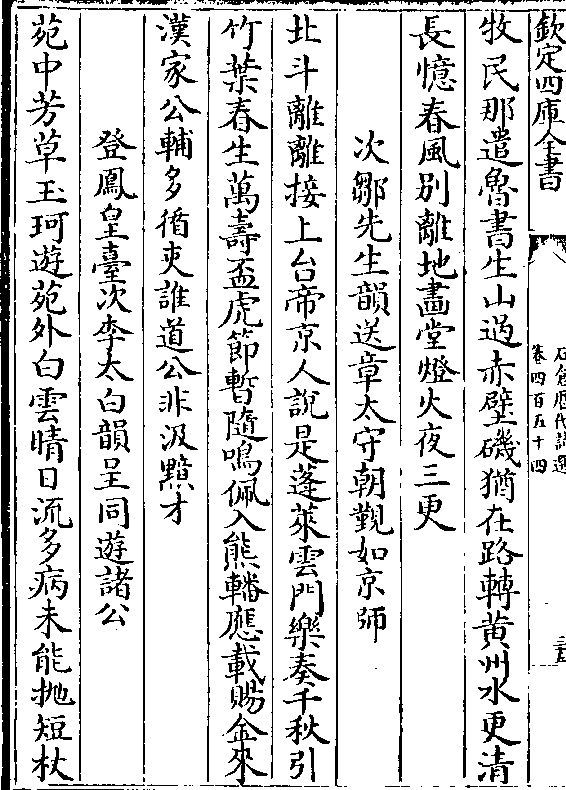 欽定四庫全書
石倉歷代詩選
卷四百五十四
牧民那遣魯書生山過赤壁磯猶在路轉黃州水更清
長憶春風别離地畫堂燈火夜三更
次鄒先生韻送章太守朝覲如京師
北斗離離接上台帝京人說是蓬萊雲門樂奏千秋引
竹葉春生萬壽盃虎節暫隨鳴佩入熊轓應載賜金來
漢家公輔多循吏誰道公非汲黯才
登鳳皇臺次李太白韻呈同遊諸公
苑中芳草玉珂遊苑外白雲晴日流多病未能抛短杖